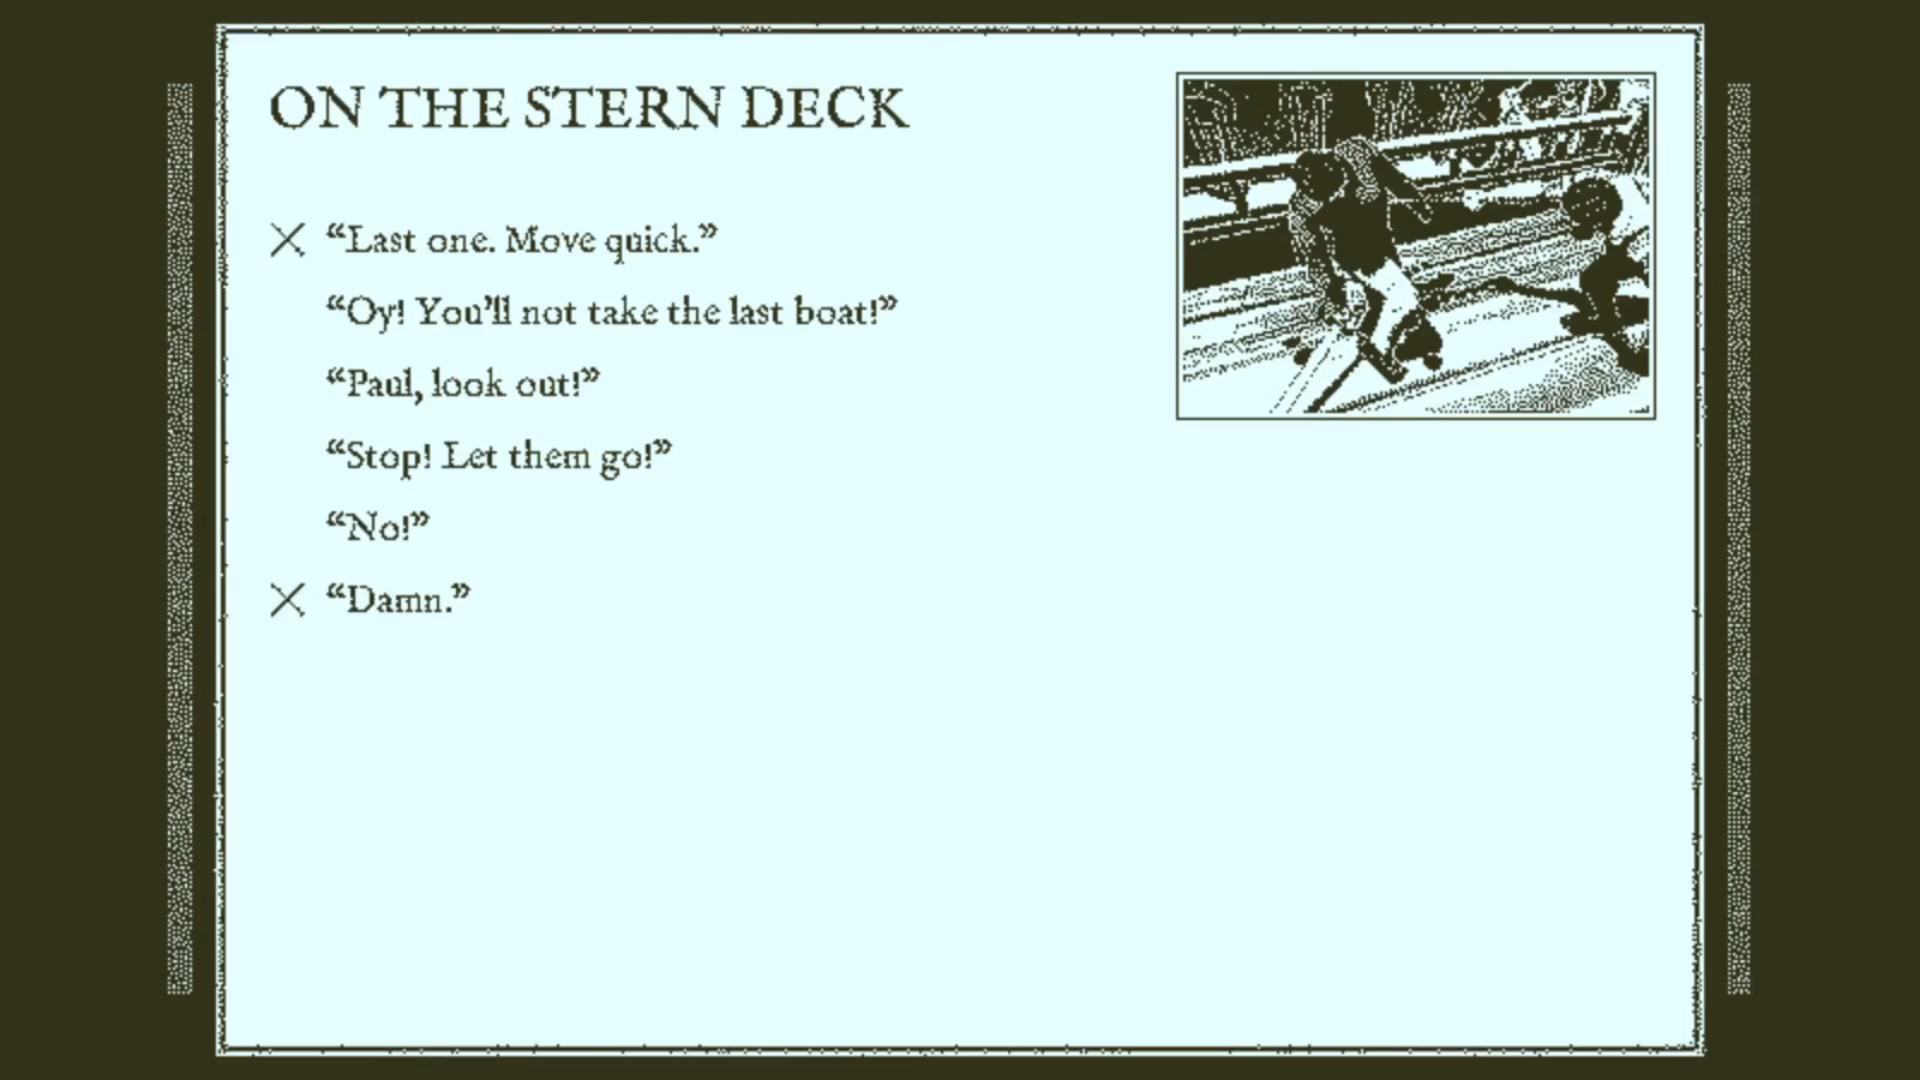 ON THE STERN DECK
“Last one. Move quick.”
“Oy! You’ll not take the last boat!”
“Paul, look out!”
“Stop! Let them go!”
“No!”
“Damn.”